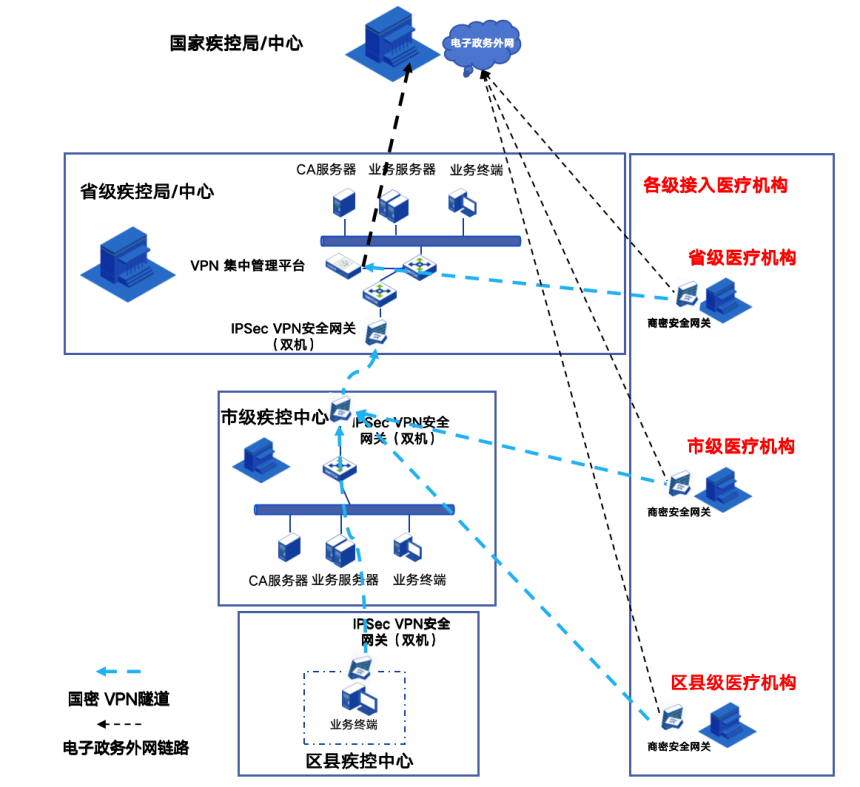 国家疾控局/中心
电子政务外网
省级疾控局/中心
CA服务器
业务服务器
业务终端
VPN 集中管理平台
IPSec VPN安全网关
（双机）
各级接入医疗机构
省级医疗机构
商密安全网关
市级疾控中心
IPSec VPN安全
网关（双机）
CA服务器
业务服务器
业务终端
市级医疗机构
商密安全网关
IPSec VPN安全
网关（双机）
业务终端
区县疾控中心
区县级医疗机构
商密安全网关
国密 VPN隧道
电子政务外网链路